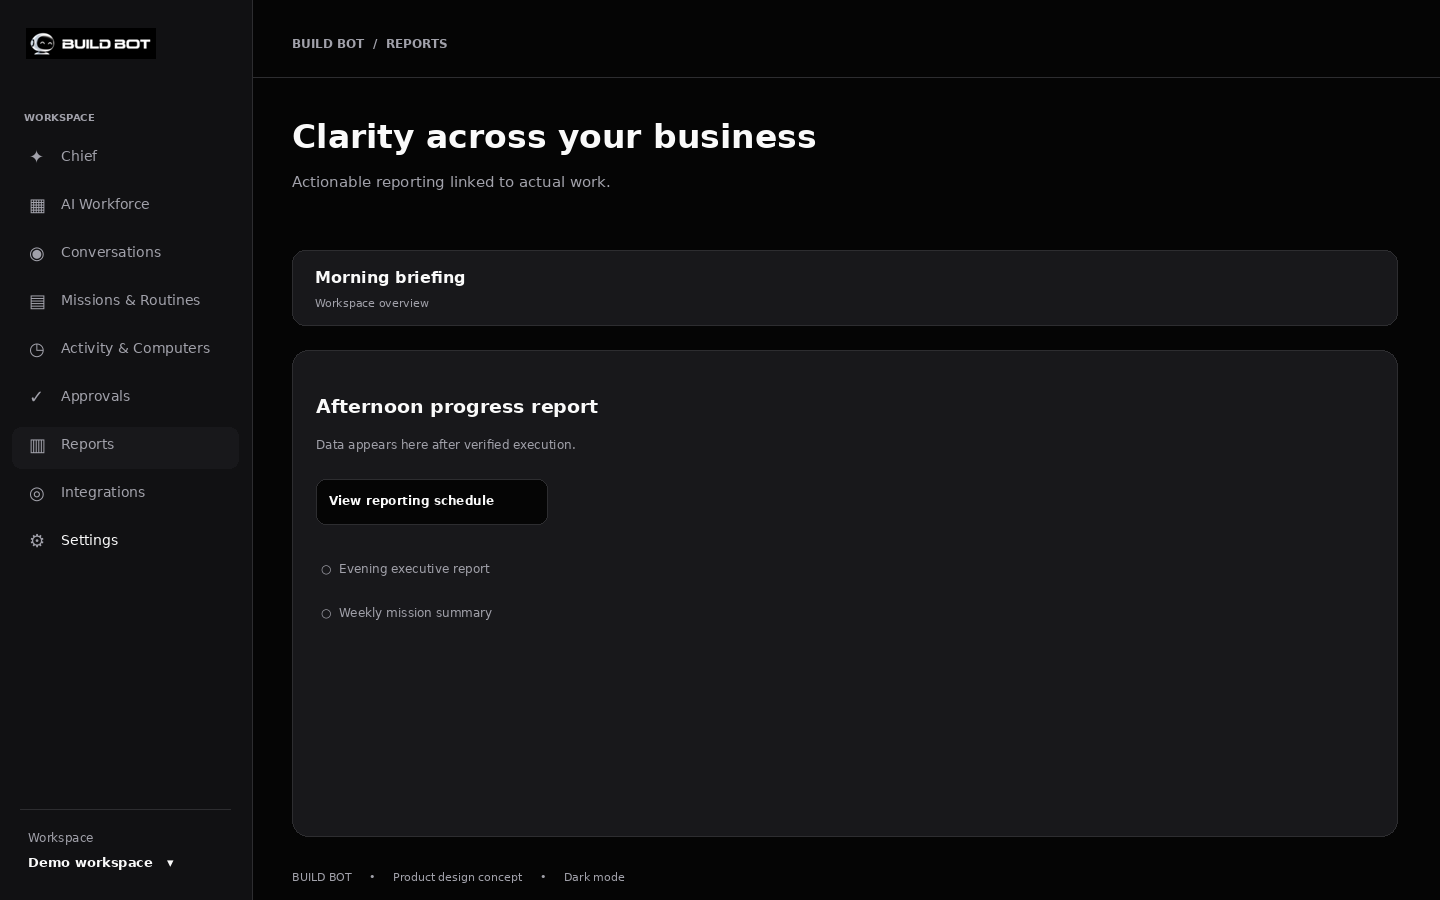 BUILD BOT
WORKSPACE
Chief
AI Workforce
Conversations
Missions & Routines
Activity & Computers
Approvals
Reports
Integrations
Settings
Workspace
Demo workspace ▾
BUILD BOT / REPORTS
Clarity across your business
Actionable reporting linked to actual work.
Morning briefing
Workspace overview
Afternoon progress report
Data appears here after verified execution.
View reporting schedule
○ Evening executive report
○ Weekly mission summary
BUILD BOT • Product design concept • Dark mode